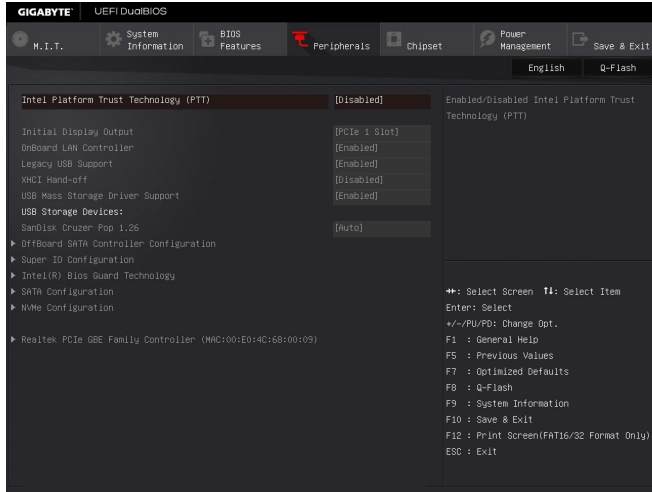 GIGABYTE™ UEFI DualBIOS
M.I.T.
System Information
BIOS Features
Peripherals
Chipset
Power Management
Save & Exit
English Q-Flash
Intel Platform Trust Technology (PTT) [Disabled]
Initial Display Output [PCIe 1 Slot]
OnBoard LAN Controller [Enabled]
Legacy USB Support [Enabled]
XHCI Hand-off [Disabled]
USB Mass Storage Driver Support [Enabled]
USB Storage Devices:
SanDisk Cruzer Pop 1.26 [Auto]
OffBoard SATA Controller Configuration
Super IO Configuration
Intel(R) Bios Guard Technology
SATA Configuration
NVMe Configuration
Realtek PCIe GBE Family Controller (MAC:00:E0:4C:68:00:09)
Enabled/Disabled Intel Platform Trust
Technology (PTT)
→←: Select Screen ↑↓: Select Item
Enter: Select
+/-/PU/PD: Change Opt.
F1 : General Help
F5 : Previous Values
F7 : Optimized Defaults
F8 : Q-Flash
F9 : System Information
F10 : Save & Exit
F12 : Print Screen(FAT16/32 Format Only)
ESC : Exit